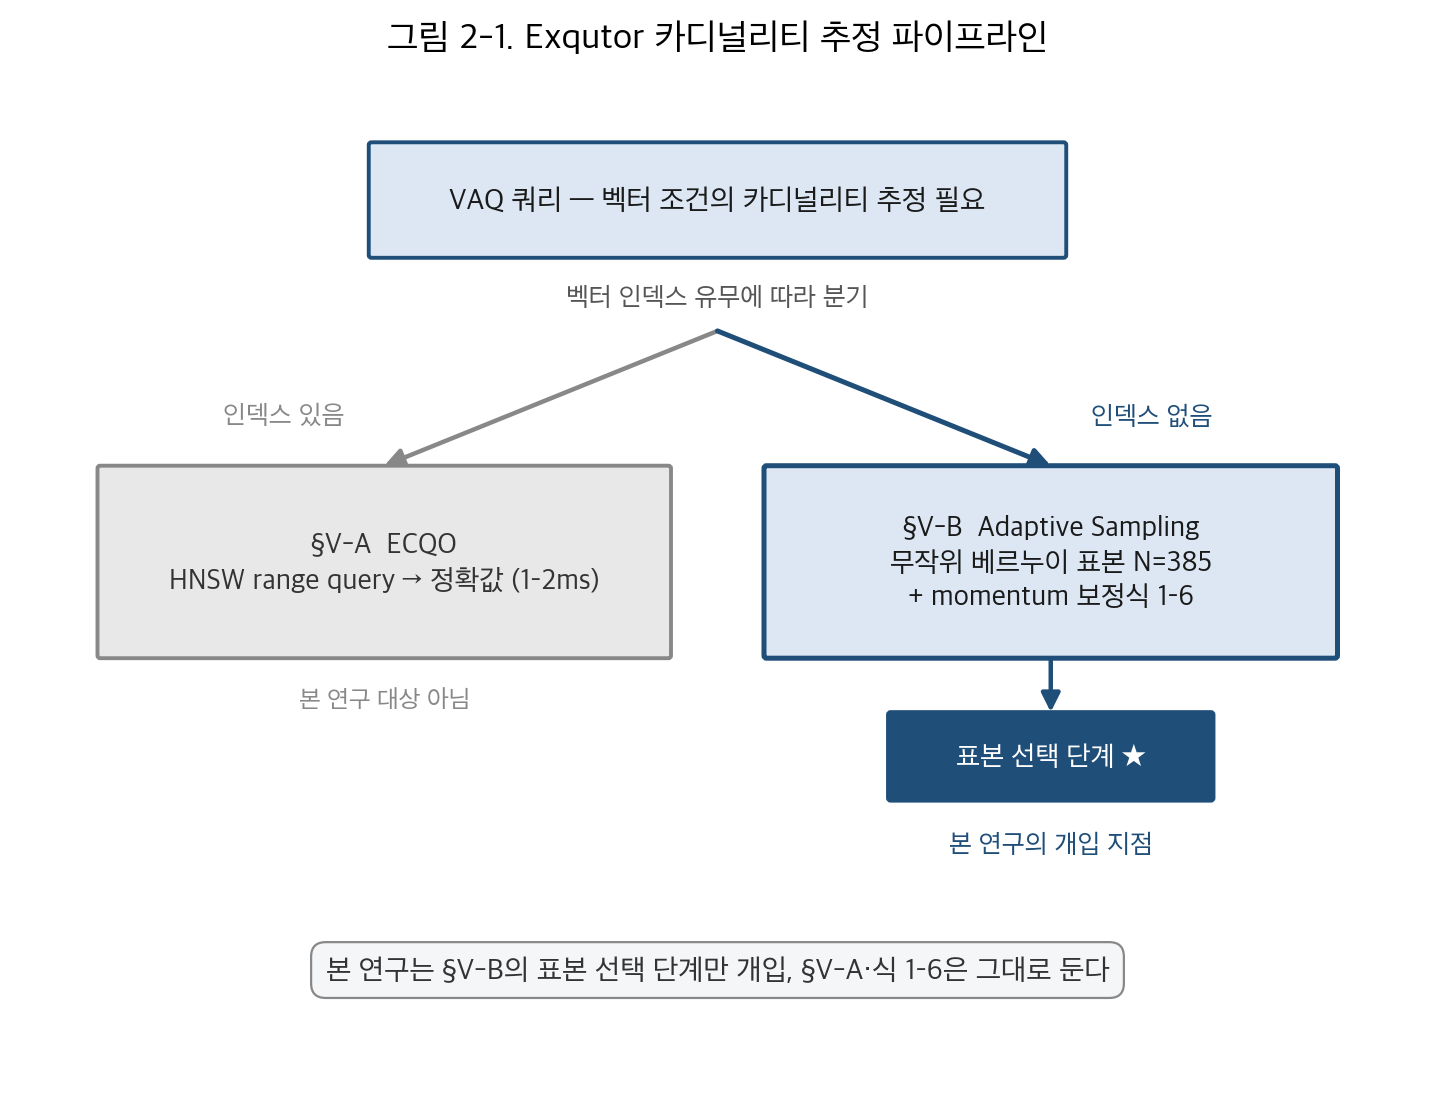 그림 2-1. Exqutor 카디널리티 추정 파이프라인
VAQ 쿼리 — 벡터 조건의 카디널리티 추정 필요
벡터 인덱스 유무에 따라 분기
인덱스 있음
인덱스 없음
§V-A  ECQO
HNSW range query → 정확값 (1-2ms)
§V-B  Adaptive Sampling
무작위 베르누이 표본 N=385
+ momentum 보정식 1-6
본 연구 대상 아님
표본 선택 단계 ★
본 연구의 개입 지점
본 연구는 §V-B의 표본 선택 단계만 개입, §V-A·식 1-6은 그대로 둔다